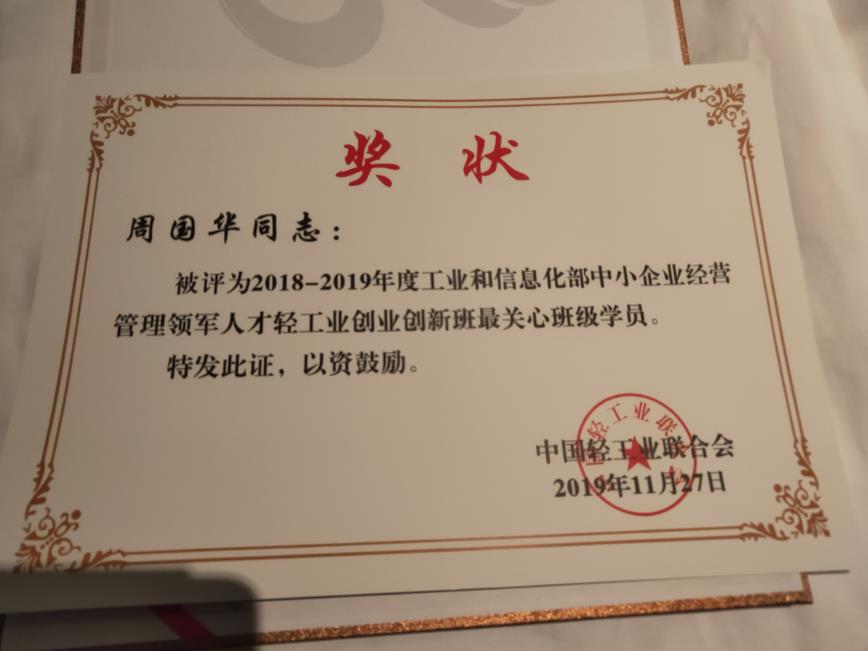 奖状
周国华同志：
被评为2018-2019年度工业和信息化部中小企业经营
管理领军人才轻工业创业创新班最关心班级学员。
特发此证，以资鼓励。
中国轻工业联合会
2019年11月27日